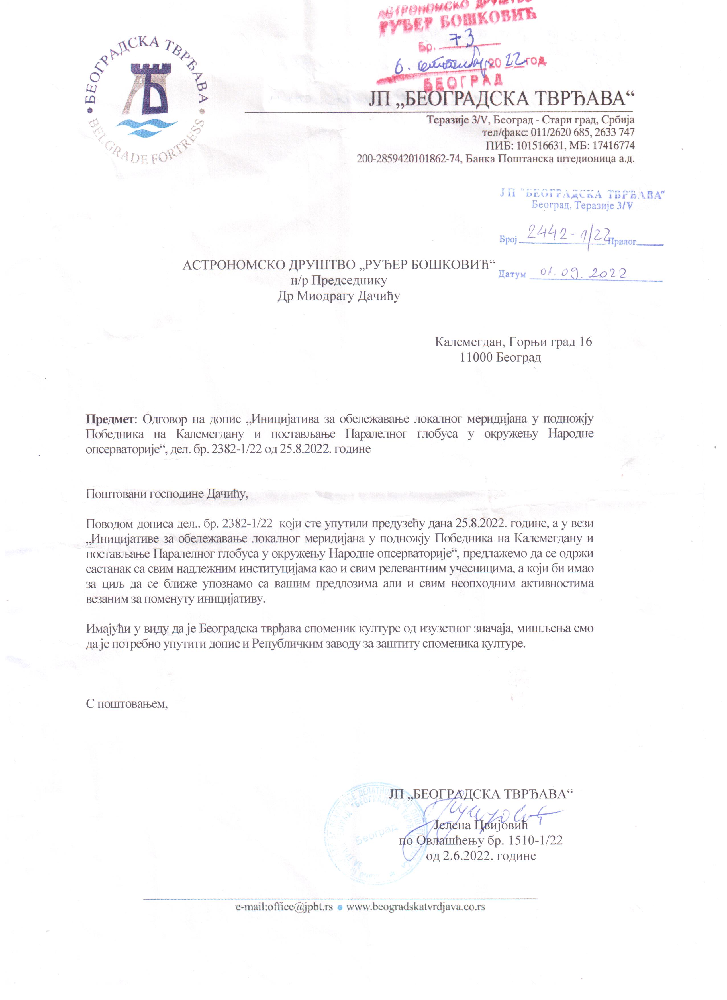 АСТРОНОМСКО ДРУШТВО
РУЂЕР БОШКОВИЋ
Бр. 73
6. септембар 2022 год.
БЕОГРАД
БЕОГРАДСКА ТВРЂАВА
BELGRADE FORTRESS
ЈП „БЕОГРАДСКА ТВРЂАВА“
Теразије 3/V, Београд - Стари град, Србија
тел/факс: 011/2620 685, 2633 747
ПИБ: 101516631, МБ: 17416774
200-2859420101862-74, Банка Поштанска штедионица а.д.
ЈП "БЕОГРАДСКА ТВРЂАВА"
Београд, Теразије 3/V
Број 2442-1/22 Прилог
Датум 01.09.2022
АСТРОНОМСКО ДРУШТВО „РУЂЕР БОШКОВИЋ“
н/р Председнику
Др Миодрагу Дачићу
Калемегдан, Горњи град 16
11000 Београд
Предмет: Одговор на допис „Иницијатива за обележавање локалног меридијана у подножју
Победника на Калемегдану и постављање Паралелног глобуса у окружењу Народне
опсерваторије“, дел. бр. 2382-1/22 од 25.8.2022. године
Поштовани господине Дачићу,
Поводом дописа дел.. бр. 2382-1/22 који сте упутили предузећу дана 25.8.2022. године, а у вези
„Иницијативе за обележавање локалног меридијана у подножју Победника на Калемегдану и
постављање Паралелног глобуса у окружењу Народне опсерваторије“, предлажемо да се одржи
састанак са свим надлежним институцијама као и свим релевантним учесницима, а који би имао
за циљ да се ближе упознамо са вашим предлозима али и свим неопходним активностима
везаним за поменуту иницијативу.
Имајући у виду да је Београдска тврђава споменик културе од изузетног значаја, мишљења смо
да је потребно упутити допис и Републичким заводу за заштиту споменика културе.
С поштовањем,
ЈП „БЕОГРАДСКА ТВРЂАВА“
Јелена Цвијовић
по Овлашћењу бр. 1510-1/22
од 2.6.2022. године
"БЕОГРАДСКА ТВРЂАВА"
Београд
e-mail:office@jpbt.rs • www.beogradskatvrdjava.co.rs